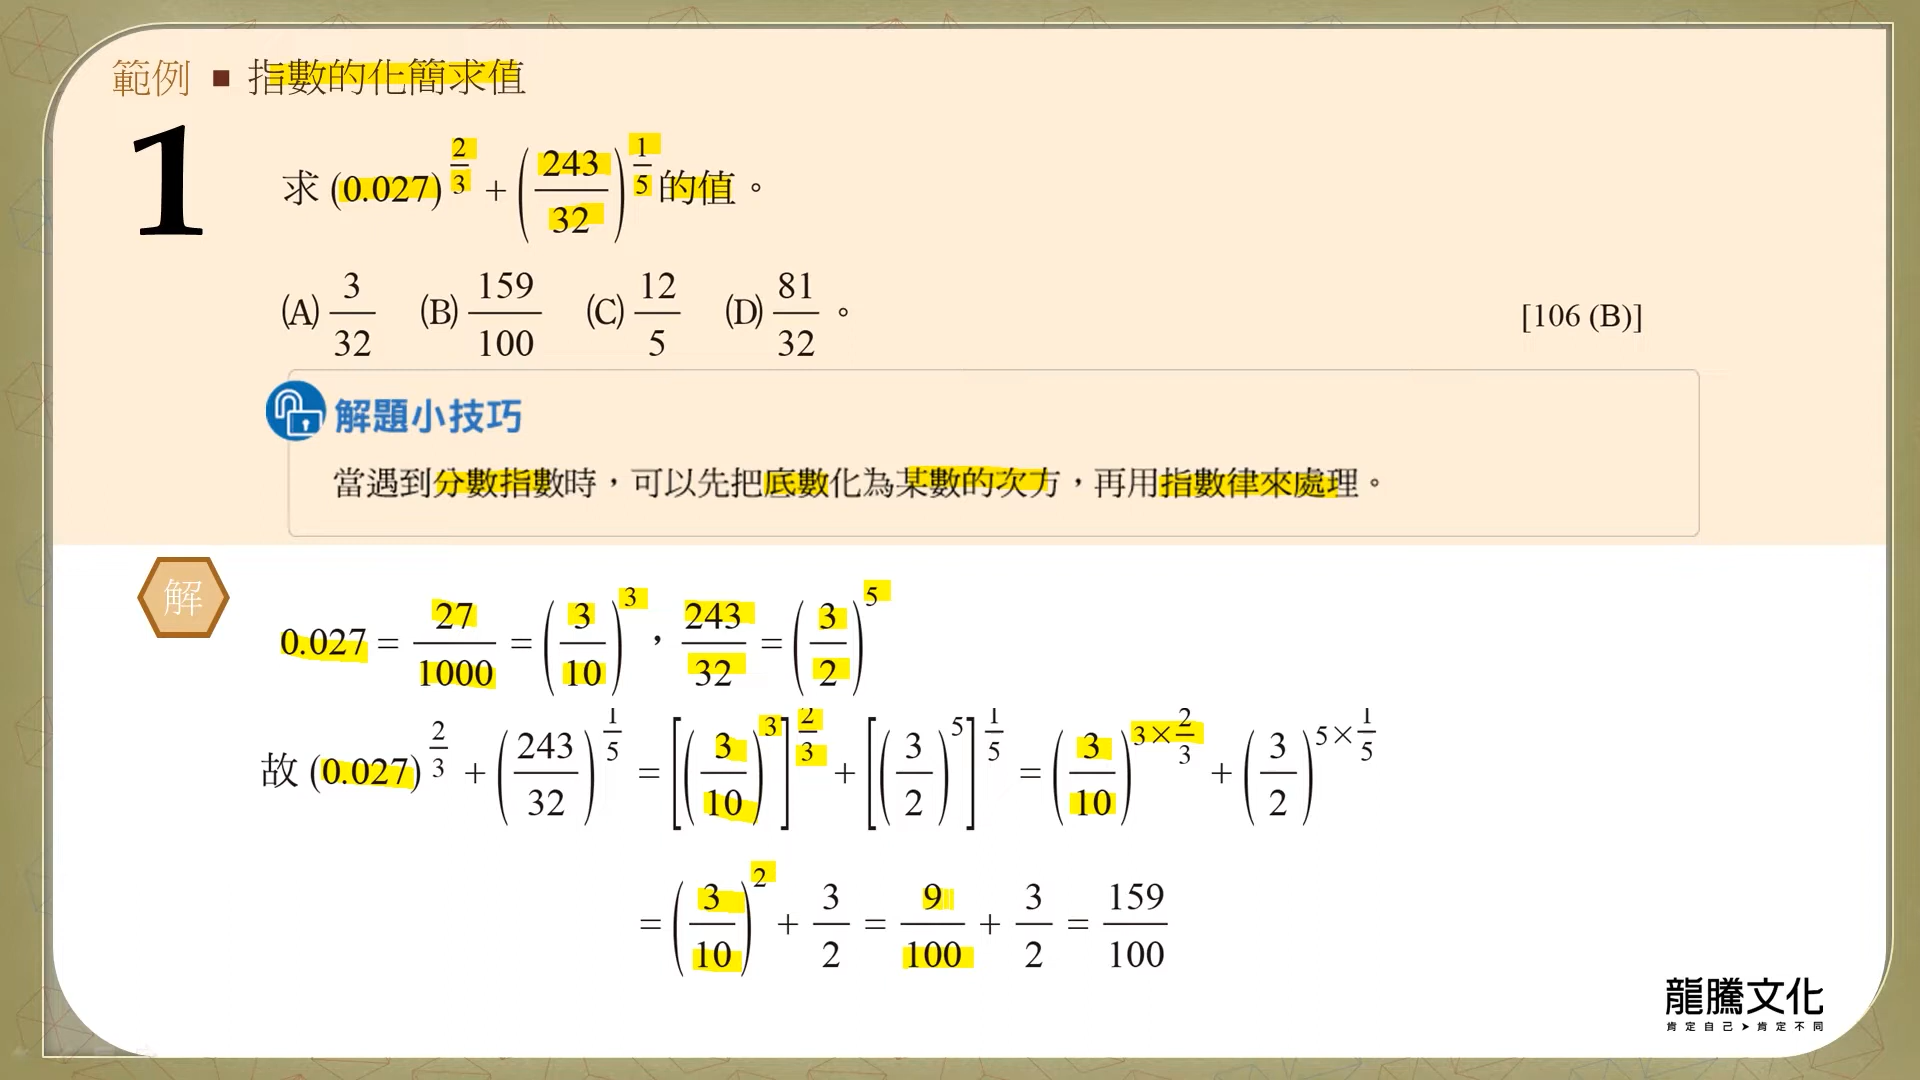 範例 ■ 指數的化簡求值
1
求 (0.027)^{2/3} + (243/32)^{1/5} 的值。
(A) 3/32 (B) 159/100 (C) 12/5 (D) 81/32 。
[106 (B)]
解題小技巧
當遇到分數指數時，可以先把底數化為某數的次方，再用指數律來處理。
解
0.027 = 27/1000 = (3/10)^3 ， 243/32 = (3/2)^5
故 (0.027)^{2/3} + (243/32)^{1/5} = [(3/10)^3]^{2/3} + [(3/2)^5]^{1/5} = (3/10)^{3×2/3} + (3/2)^{5×1/5}
= (3/10)^2 + 3/2 = 9/100 + 3/2 = 159/100
龍騰文化
肯定自己➤肯定不同